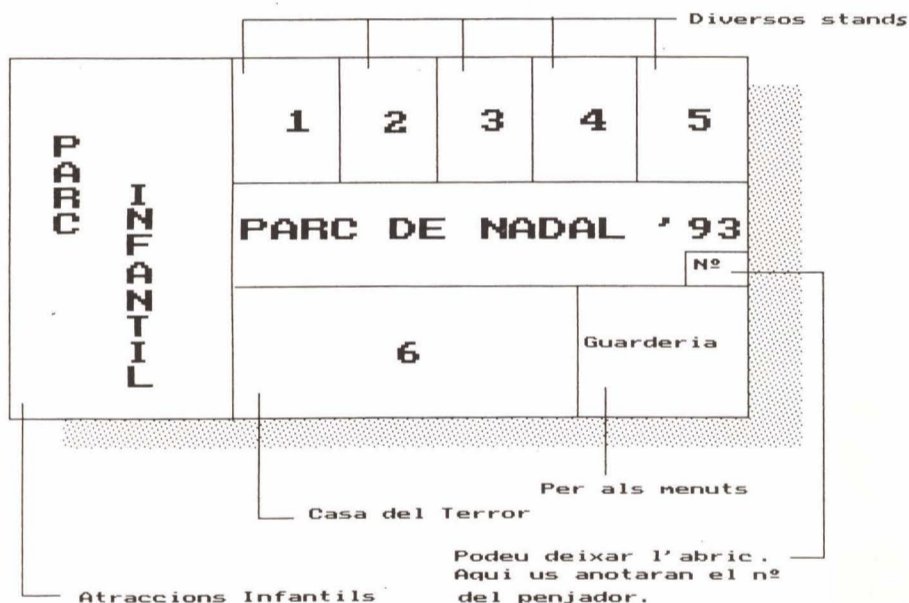 Diversos stands
1 2 3 4 5
PARC
INFANTIL
PARC DE NADAL '93
Nº
6
Guarderia
Per als menuts
Casa del Terror
Podeu deixar l'abric.
Aqui us anotaran el nº
del penjador.
Atraccions Infantils